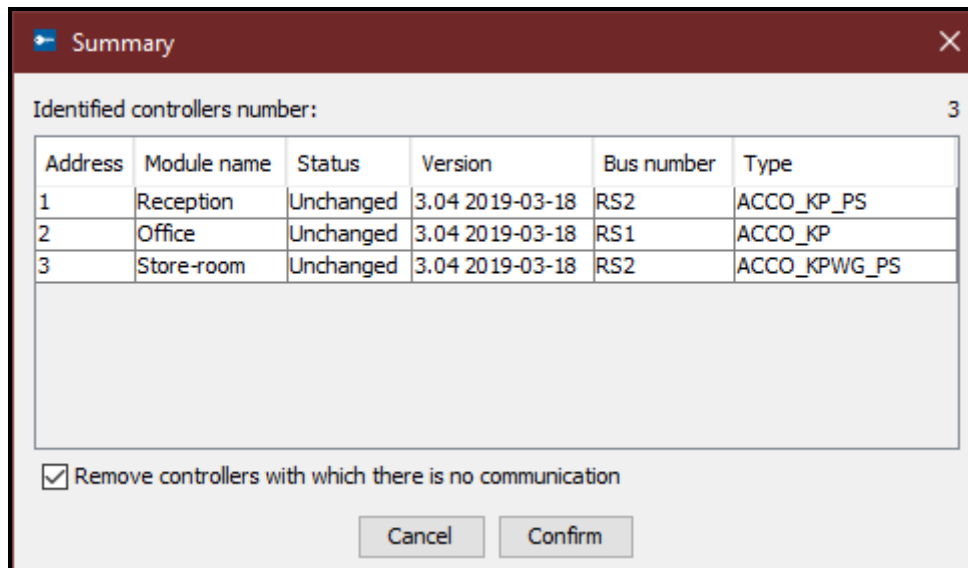 Summary
Identified controllers number: 3
Address Module name Status Version Bus number Type
1 Reception Unchanged 3.04 2019-03-18 RS2 ACCO_KP_PS
2 Office Unchanged 3.04 2019-03-18 RS1 ACCO_KP
3 Store-room Unchanged 3.04 2019-03-18 RS2 ACCO_KPWG_PS
Remove controllers with which there is no communication
Cancel Confirm